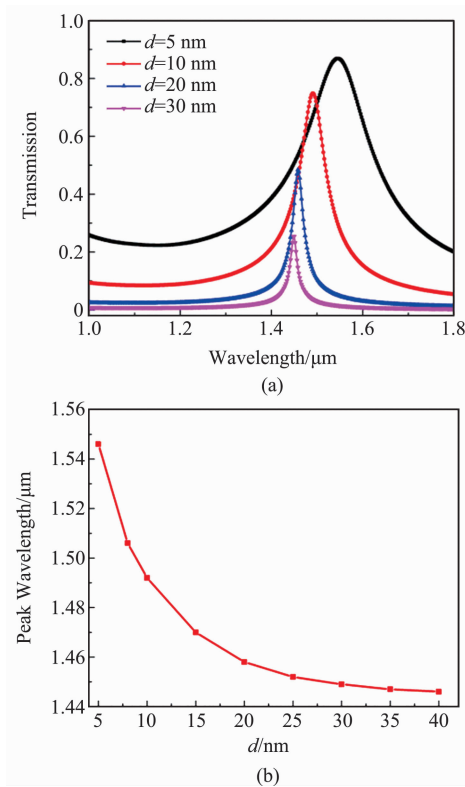 1.0
0.8
0.6
0.4
0.2
0
Transmission
d=5 nm
d=10 nm
d=20 nm
d=30 nm
1.0 1.2 1.4 1.6 1.8
Wavelength/μm
(a)
1.56
1.54
1.52
1.50
1.48
1.46
1.44
Peak Wavelength/μm
5 10 15 20 25 30 35 40
d/nm
(b)